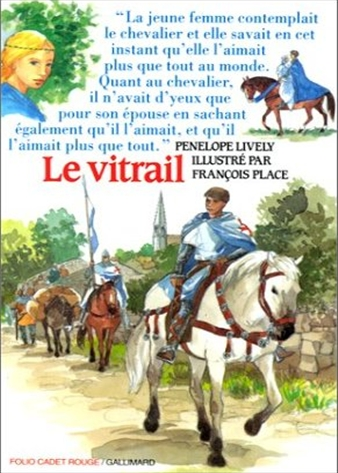 "La jeune femme contemplait
le chevalier et elle savait en cet
instant qu'elle l'aimait
plus que tout au monde.
Quant au chevalier,
il n'avait d'yeux que
pour son épouse en sachant
également qu'il l'aimait, et qu'il
l'aimait plus que tout."
PENELOPE LIVELY
ILLUSTRÉ PAR
FRANÇOIS PLACE
Le vitrail
FOLIO CADET ROUGE/GALLIMARD